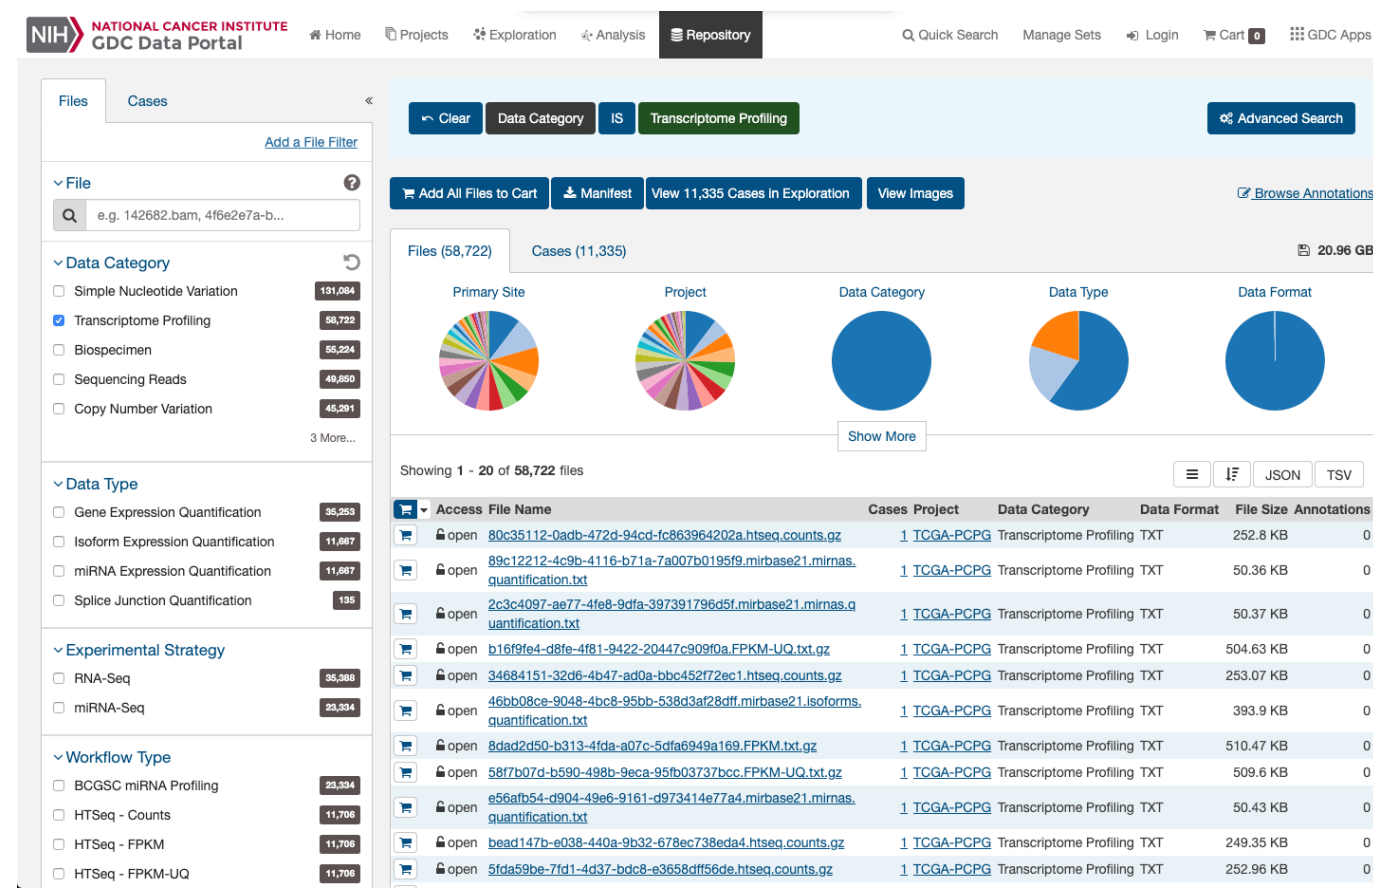 NIH NATIONAL CANCER INSTITUTE
GDC Data Portal
Home Projects Exploration Analysis Repository Quick Search Manage Sets Login Cart 0 GDC Apps
Files Cases «
Add a File Filter
File
e.g. 142682.bam, 4f6e2e7a-b...
Data Category
Simple Nucleotide Variation 131,084
Transcriptome Profiling 58,722
Biospecimen 55,224
Sequencing Reads 49,850
Copy Number Variation 45,291
3 More...
Data Type
Gene Expression Quantification 35,253
Isoform Expression Quantification 11,667
miRNA Expression Quantification 11,667
Splice Junction Quantification 135
Experimental Strategy
RNA-Seq 35,388
miRNA-Seq 23,334
Workflow Type
BCGSC miRNA Profiling 23,334
HTSeq - Counts 11,706
HTSeq - FPKM 11,706
HTSeq - FPKM-UQ 11,706
Clear Data Category IS Transcriptome Profiling Advanced Search
Add All Files to Cart Manifest View 11,335 Cases in Exploration View Images Browse Annotations
Files (58,722) Cases (11,335) 20.96 GB
Primary Site Project Data Category Data Type Data Format
Show More
Showing 1 - 20 of 58,722 files
JSON TSV
Access File Name Cases Project Data Category Data Format File Size Annotations
open 80c35112-0adb-472d-94cd-fc863964202a.htseq.counts.gz 1 TCGA-PCPG Transcriptome Profiling TXT 252.8 KB 0
open 89c12212-4c9b-4116-b71a-7a007b0195f9.mirbase21.mirnas. 1 TCGA-PCPG Transcriptome Profiling TXT 50.36 KB 0
quantification.txt
open 2c3c4097-ae77-4fe8-9dfa-397391796d5f.mirbase21.mirnas.q 1 TCGA-PCPG Transcriptome Profiling TXT 50.37 KB 0
uantification.txt
open b16f9fe4-d8fe-4f81-9422-20447c909f0a.FPKM-UQ.txt.gz 1 TCGA-PCPG Transcriptome Profiling TXT 504.63 KB 0
open 34684151-32d6-4b47-ad0a-bbc452f72ec1.htseq.counts.gz 1 TCGA-PCPG Transcriptome Profiling TXT 253.07 KB 0
open 46bb08ce-9048-4bc8-95bb-538d3af28dff.mirbase21.isoforms. 1 TCGA-PCPG Transcriptome Profiling TXT 393.9 KB 0
quantification.txt
open 8dad2d50-b313-4fda-a07c-5dfa6949a169.FPKM.txt.gz 1 TCGA-PCPG Transcriptome Profiling TXT 510.47 KB 0
open 58f7b07d-b590-498b-9eca-95fb03737bcc.FPKM-UQ.txt.gz 1 TCGA-PCPG Transcriptome Profiling TXT 509.6 KB 0
open e56afb54-d904-49e6-9161-d973414e77a4.mirbase21.mirnas. 1 TCGA-PCPG Transcriptome Profiling TXT 50.43 KB 0
quantification.txt
open bead147b-e038-440a-9b32-678ec738eda4.htseq.counts.gz 1 TCGA-PCPG Transcriptome Profiling TXT 249.35 KB 0
open 5fda59be-7fd1-4d37-bdc8-e3658dff56de.htseq.counts.gz 1 TCGA-PCPG Transcriptome Profiling TXT 252.96 KB 0